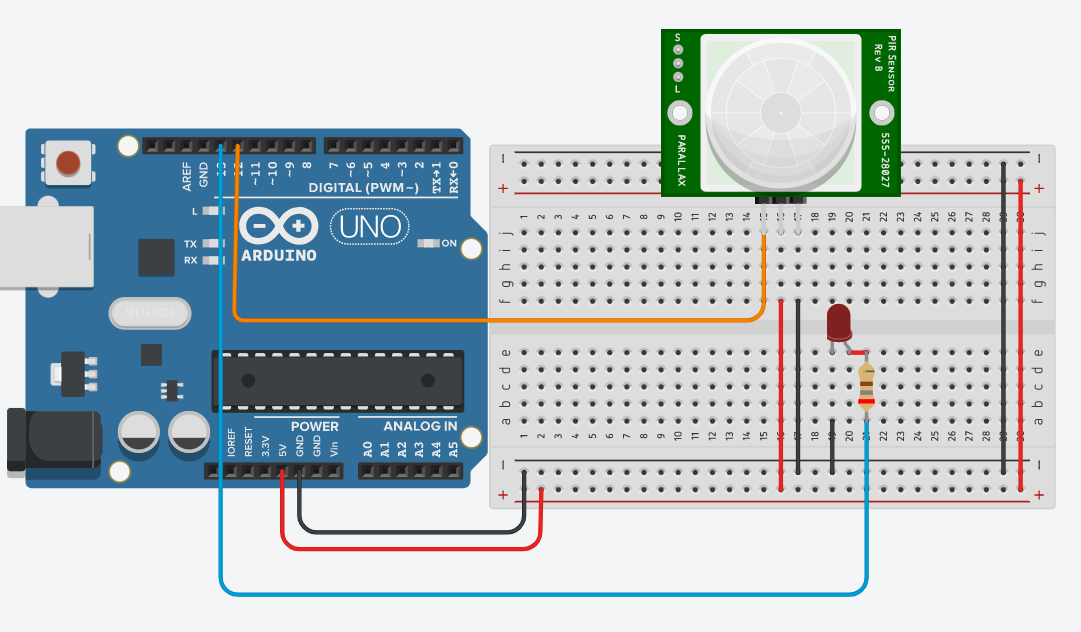 S
L
PARALLAX
PIR SENSOR
REV B
555-28027
AREF
GND
13
12
~11
~10
~9
8
7
~6
~5
4
~3
2
TX→1
RX←0
DIGITAL (PWM~)
L
TX
RX
ARDUINO
UNO
ON
IOREF
RESET
3.3V
5V
GND
GND
Vin
POWER
ANALOG IN
A0
A1
A2
A3
A4
A5
− −
+ +
1 2 3 4 5 6 7 8 9 10 11 12 13 14 15 16 17 18 19 20 21 22 23 24 25 26 27 28 29 30
j j
i i
h h
g g
f f
e e
d d
c c
b b
a a
1 2 3 4 5 6 7 8 9 10 11 12 13 14 15 16 17 18 19 20 21 22 23 24 25 26 27 28 29 30
− −
+ +